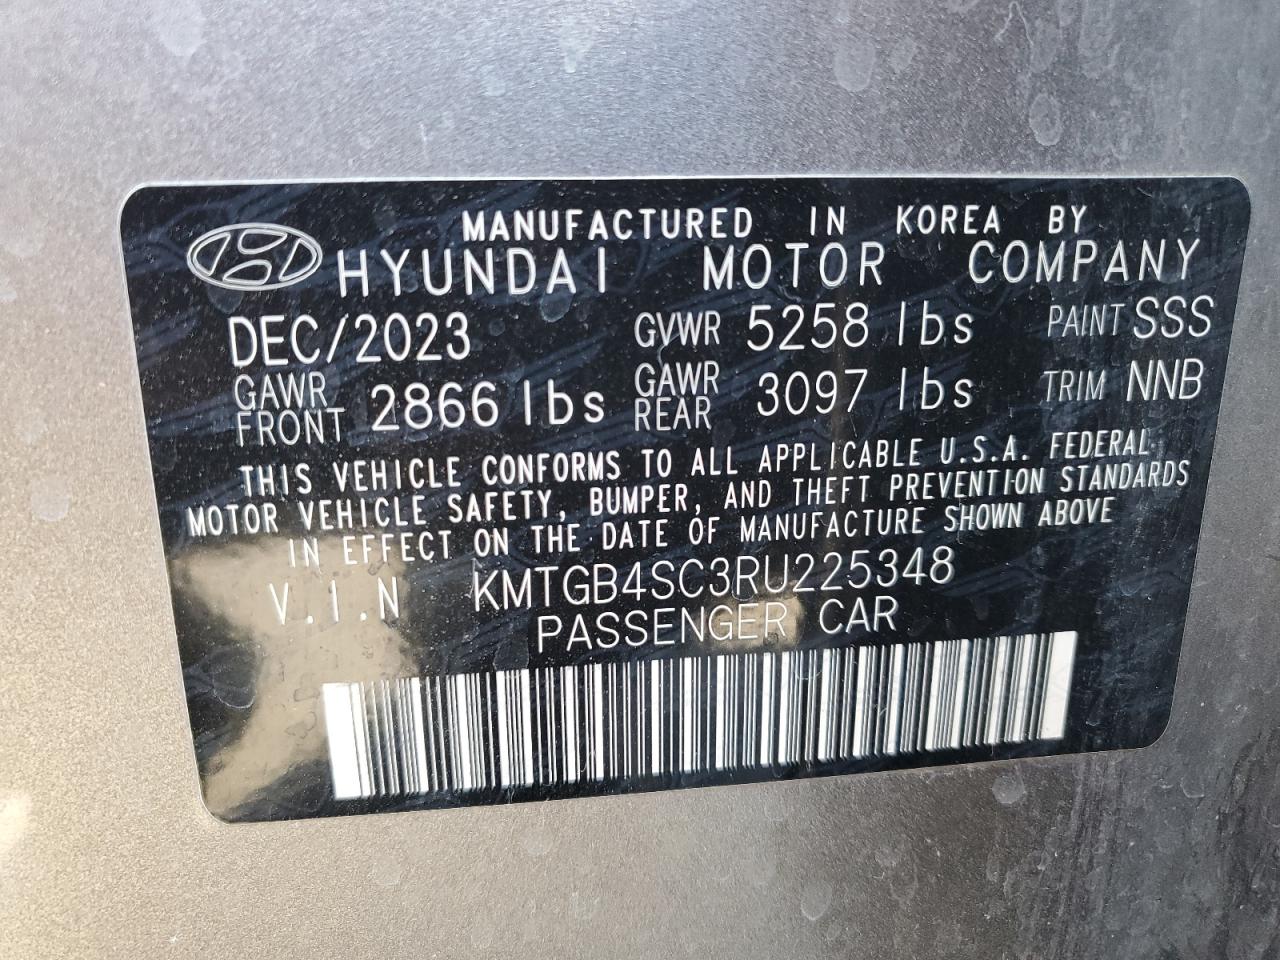 MANUFACTURED IN KOREA BY
HYUNDAI MOTOR COMPANY
DEC/2023 GVWR 5258 lbs PAINT SSS
GAWR FRONT 2866 lbs GAWR REAR 3097 lbs TRIM NNB
THIS VEHICLE CONFORMS TO ALL APPLICABLE U.S.A. FEDERAL
MOTOR VEHICLE SAFETY, BUMPER, AND THEFT PREVENTION STANDARDS
IN EFFECT ON THE DATE OF MANUFACTURE SHOWN ABOVE
V.I.N KMTGB4SC3RU225348
PASSENGER CAR